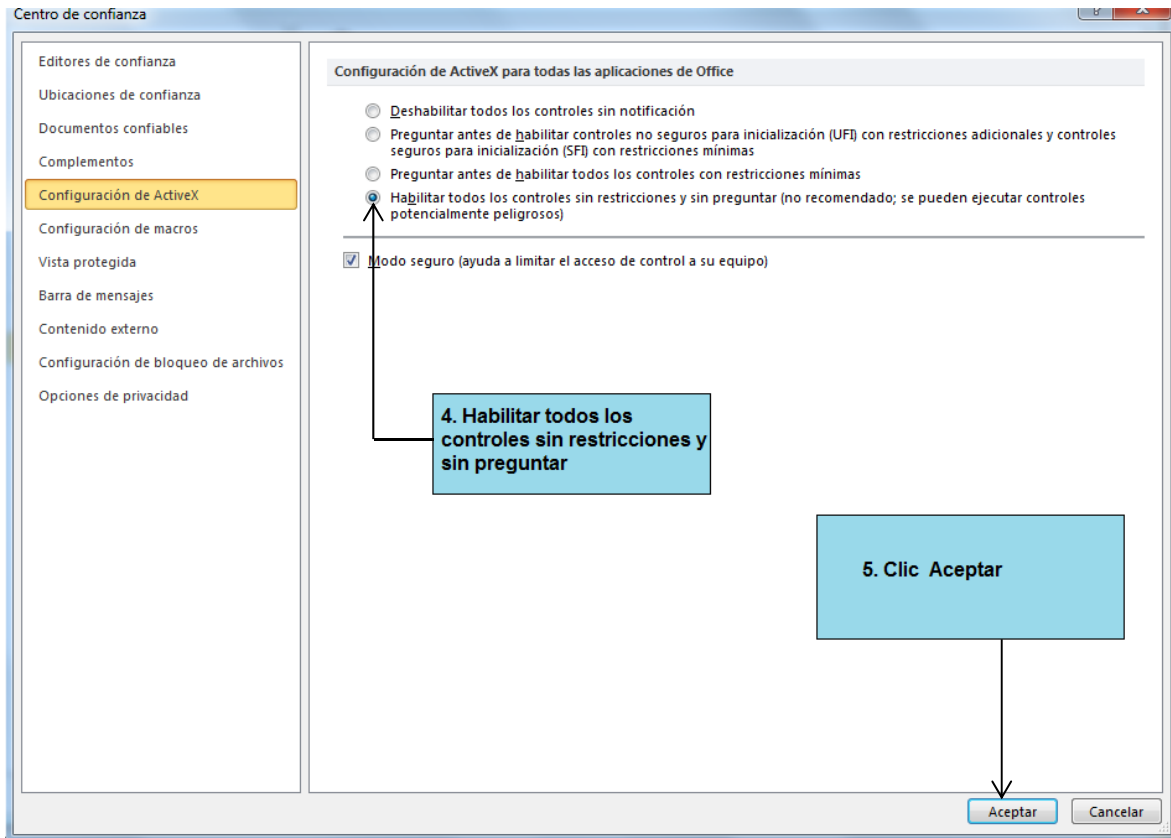 Centro de confianza
Editores de confianza
Ubicaciones de confianza
Documentos confiables
Complementos
Configuración de ActiveX
Configuración de macros
Vista protegida
Barra de mensajes
Contenido externo
Configuración de bloqueo de archivos
Opciones de privacidad
Configuración de ActiveX para todas las aplicaciones de Office
Deshabilitar todos los controles sin notificación
Preguntar antes de habilitar controles no seguros para inicialización (UFI) con restricciones adicionales y controles
seguros para inicialización (SFI) con restricciones mínimas
Preguntar antes de habilitar todos los controles con restricciones mínimas
Habilitar todos los controles sin restricciones y sin preguntar (no recomendado; se pueden ejecutar controles
potencialmente peligrosos)
Modo seguro (ayuda a limitar el acceso de control a su equipo)
4. Habilitar todos los
controles sin restricciones y
sin preguntar
5. Clic Aceptar
Aceptar
Cancelar